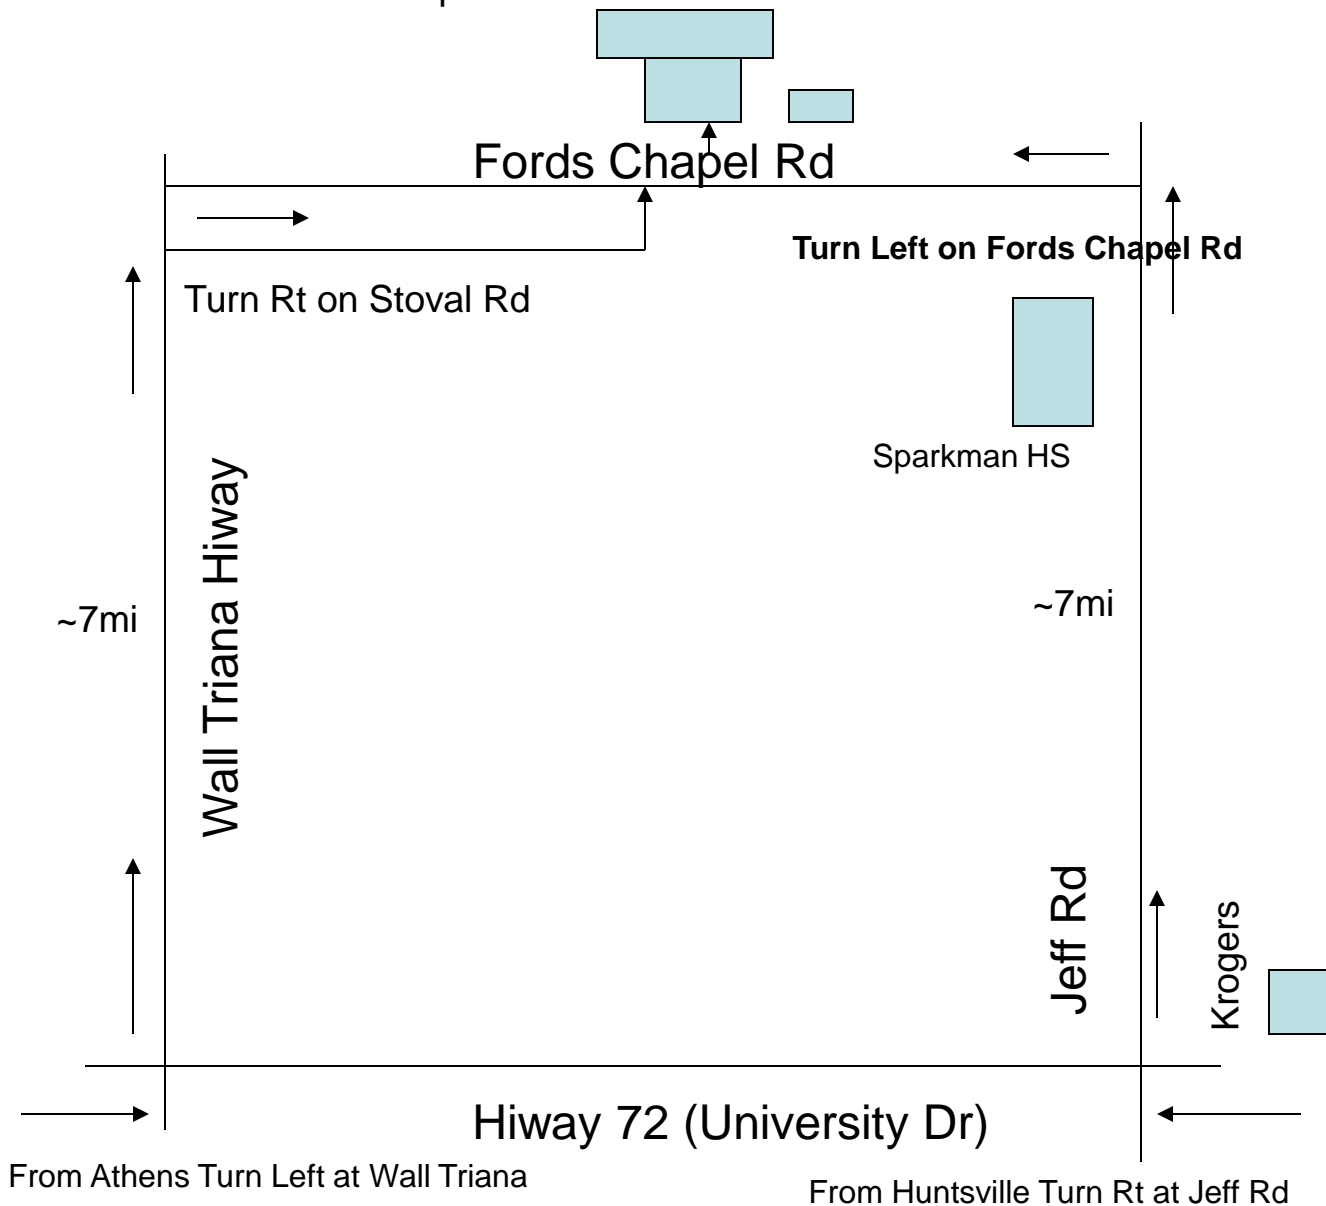 Fords Chapel Rd
Turn Left on Fords Chapel Rd
Turn Rt on Stoval Rd
Sparkman HS
Wall Triana Hiway
~7mi
~7mi
Jeff Rd
Krogers
Hiway 72 (University Dr)
From Athens Turn Left at Wall Triana
From Huntsville Turn Rt at Jeff Rd